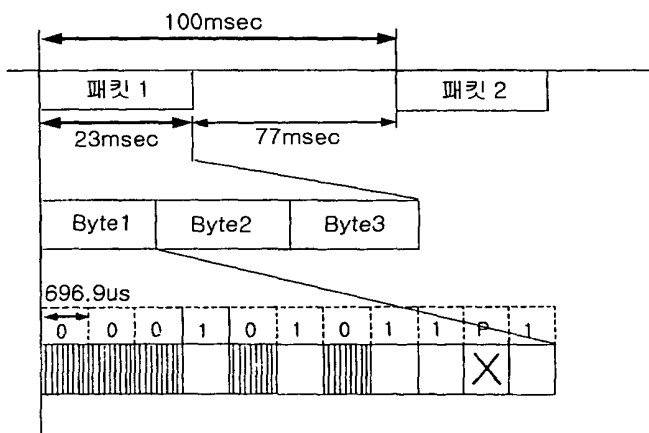 100msec
패킷 1
패킷 2
23msec
77msec
Byte1
Byte2
Byte3
696.9us
0 0 0 1 0 1 0 1 1 P 1
X